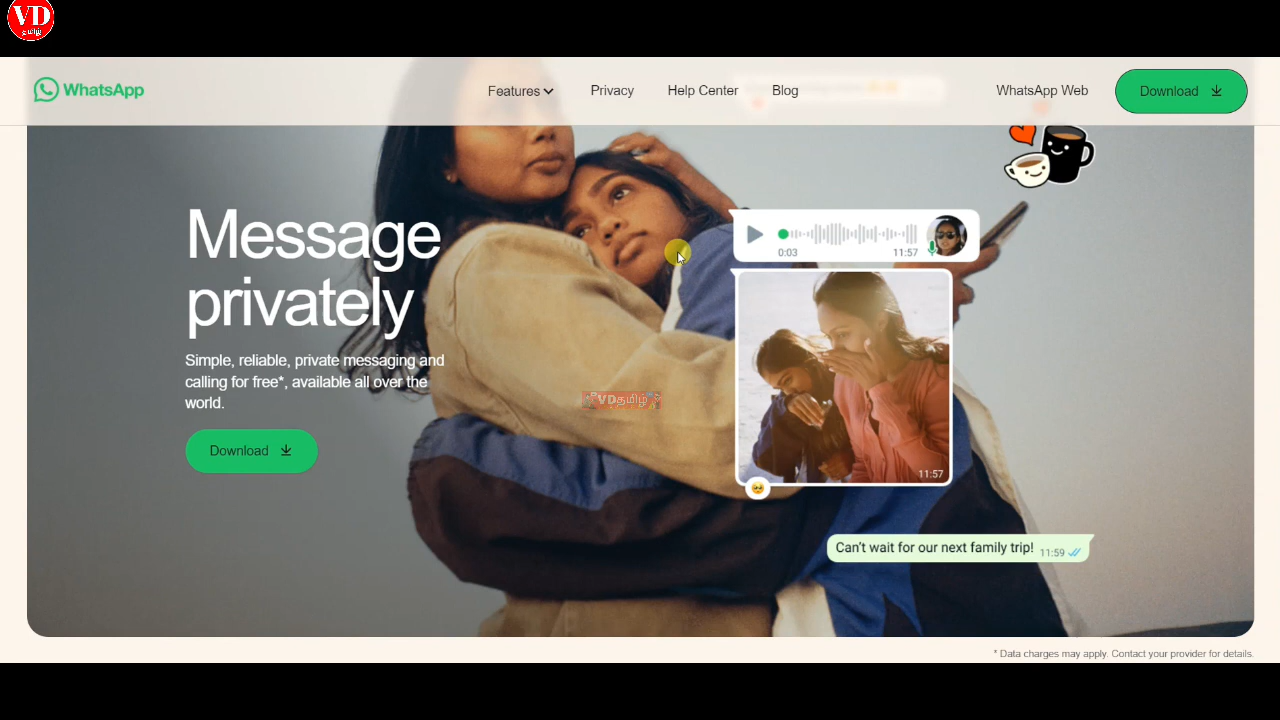 VD
தமிழ்
WhatsApp
Features
Privacy
Help Center
Blog
WhatsApp Web
Download
Message
privately
Simple, reliable, private messaging and
calling for free*, available all over the
world.
Download
0:03
11:57
VDதமிழ்
11:57
Can't wait for our next family trip! 11:59
* Data charges may apply. Contact your provider for details.